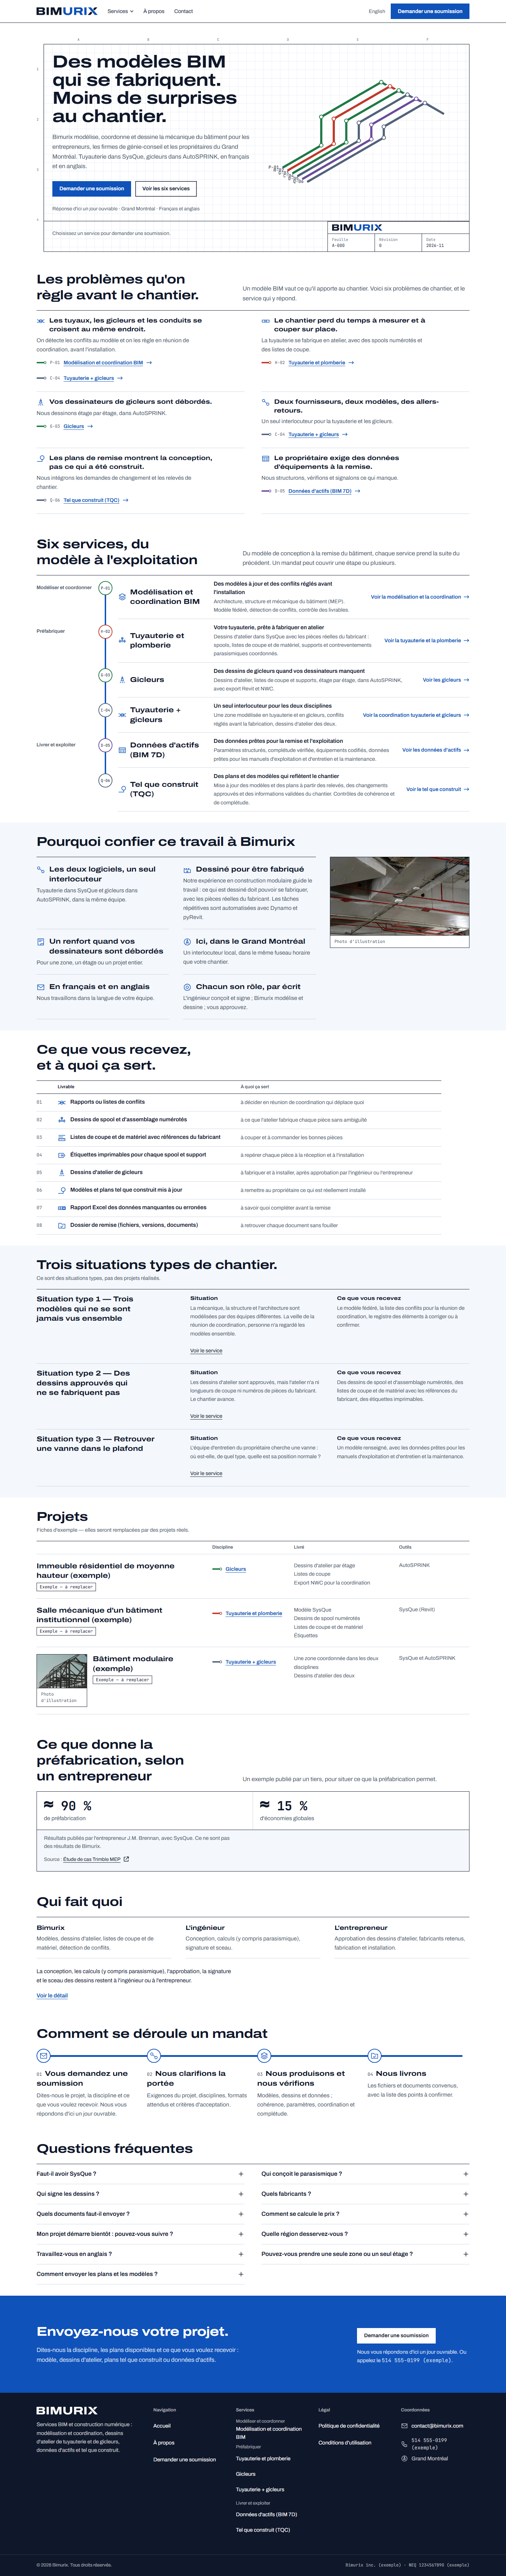 BIMURIX
Services
À propos
Contact
English
Demander une soumission
A B C D E F
Des modèles BIM
qui se fabriquent.
Moins de surprises
au chantier.
Bimurix modélise, coordonne et dessine la mécanique du bâtiment pour les
entrepreneurs, les firmes de génie-conseil et les propriétaires du Grand
Montréal. Tuyauterie dans SysQue, gicleurs dans AutoSPRINK, en français
et en anglais.
Demander une soumission
Voir les six services
Réponse d'ici un jour ouvrable · Grand Montréal · Français et anglais
Choisissez un service pour demander une soumission.
BIMURIX
Feuille
A-000
Révision
0
Date
2026-11
Les problèmes qu'on
règle avant le chantier.
Un modèle BIM vaut ce qu'il apporte au chantier. Voici six problèmes de chantier, et le
service qui y répond.
Les tuyaux, les gicleurs et les conduits se
croisent au même endroit.
On détecte les conflits au modèle et on les règle en réunion de
coordination, avant l'installation.
P-01 Modélisation et coordination BIM
C-04 Tuyauterie + gicleurs
Le chantier perd du temps à mesurer et à
couper sur place.
La tuyauterie se fabrique en atelier, avec des spools numérotés et
des listes de coupe.
H-02 Tuyauterie et plomberie
Vos dessinateurs de gicleurs sont débordés.
Nous dessinons étage par étage, dans AutoSPRINK.
G-03 Gicleurs
Deux fournisseurs, deux modèles, des allers-
retours.
Un seul interlocuteur pour la tuyauterie et les gicleurs.
C-04 Tuyauterie + gicleurs
Les plans de remise montrent la conception,
pas ce qui a été construit.
Nous intégrons les demandes de changement et les relevés de
chantier.
Q-06 Tel que construit (TQC)
Le propriétaire exige des données
d'équipements à la remise.
Nous structurons, vérifions et signalons ce qui manque.
D-05 Données d'actifs (BIM 7D)
Six services, du
modèle à l'exploitation
Du modèle de conception à la remise du bâtiment, chaque service prend la suite du
précédent. Un mandat peut couvrir une étape ou plusieurs.
Modéliser et coordonner
P-01
Modélisation et
coordination BIM
Des modèles à jour et des conflits réglés avant
l'installation
Architecture, structure et mécanique du bâtiment (MEP).
Modèle fédéré, détection de conflits, contrôle des livrables.
Voir la modélisation et la coordination
Préfabriquer
H-02
Tuyauterie et
plomberie
Votre tuyauterie, prête à fabriquer en atelier
Dessins d'atelier dans SysQue avec les pièces réelles du fabricant :
spools, listes de coupe et de matériel, supports et contreventements
parasismiques coordonnés.
Voir la tuyauterie et la plomberie
G-03
Gicleurs
Des dessins de gicleurs quand vos dessinateurs manquent
Dessins d'atelier, listes de coupe et supports, étage par étage, dans AutoSPRINK,
avec export Revit et NWC.
Voir les gicleurs
C-04
Tuyauterie +
gicleurs
Un seul interlocuteur pour les deux disciplines
Une zone modélisée en tuyauterie et en gicleurs, conflits
réglés avant la fabrication, dessins d'atelier des deux.
Voir la coordination tuyauterie et gicleurs
Livrer et exploiter
D-05
Données d'actifs
(BIM 7D)
Des données prêtes pour la remise et l'exploitation
Paramètres structurés, complétude vérifiée, équipements codifiés, données
prêtes pour les manuels d'exploitation et d'entretien et la maintenance.
Voir les données d'actifs
Q-06
Tel que construit
(TQC)
Des plans et des modèles qui reflètent le chantier
Mise à jour des modèles et des plans à partir des relevés, des changements
approuvés et des informations validées du chantier. Contrôles de cohérence et
de complétude.
Voir le tel que construit
Pourquoi confier ce travail à Bimurix
Les deux logiciels, un seul
interlocuteur
Tuyauterie dans SysQue et gicleurs dans
AutoSPRINK, dans la même équipe.
Dessiné pour être fabriqué
Notre expérience en construction modulaire guide le
travail : ce qui est dessiné doit pouvoir se fabriquer,
avec les pièces réelles du fabricant. Les tâches
répétitives sont automatisées avec Dynamo et
pyRevit.
Photo d'illustration
Un renfort quand vos
dessinateurs sont débordés
Pour une zone, un étage ou un projet entier.
Ici, dans le Grand Montréal
Un interlocuteur local, dans le même fuseau horaire
que votre chantier.
En français et en anglais
Nous travaillons dans la langue de votre équipe.
Chacun son rôle, par écrit
L'ingénieur conçoit et signe ; Bimurix modélise et
dessine ; vous approuvez.
Ce que vous recevez,
et à quoi ça sert.
Livrable
À quoi ça sert
01 Rapports ou listes de conflits
à décider en réunion de coordination qui déplace quoi
02 Dessins de spool et d'assemblage numérotés
à ce que l'atelier fabrique chaque pièce sans ambiguïté
03 Listes de coupe et de matériel avec références du fabricant
à couper et à commander les bonnes pièces
04 Étiquettes imprimables pour chaque spool et support
à repérer chaque pièce à la réception et à l'installation
05 Dessins d'atelier de gicleurs
à fabriquer et à installer, après approbation par l'ingénieur ou l'entrepreneur
06 Modèles et plans tel que construit mis à jour
à remettre au propriétaire ce qui est réellement installé
07 Rapport Excel des données manquantes ou erronées
à savoir quoi compléter avant la remise
08 Dossier de remise (fichiers, versions, documents)
à retrouver chaque document sans fouiller
Trois situations types de chantier.
Ce sont des situations types, pas des projets réalisés.
Situation type 1 — Trois
modèles qui ne se sont
jamais vus ensemble
Situation
La mécanique, la structure et l'architecture sont
modélisées par des équipes différentes. La veille de la
réunion de coordination, personne n'a regardé les
modèles ensemble.
Voir le service
Ce que vous recevez
Le modèle fédéré, la liste des conflits pour la réunion de
coordination, le registre des éléments à corriger ou à
confirmer.
Situation type 2 — Des
dessins approuvés qui
ne se fabriquent pas
Situation
Les dessins d'atelier sont approuvés, mais l'atelier n'a ni
longueurs de coupe ni numéros de pièces du fabricant.
Le chantier avance.
Voir le service
Ce que vous recevez
Des dessins de spool et d'assemblage numérotés, des
listes de coupe et de matériel avec les références du
fabricant, des étiquettes imprimables.
Situation type 3 — Retrouver
une vanne dans le plafond
Situation
L'équipe d'entretien du propriétaire cherche une vanne :
où est-elle, de quel type, quelle est sa position normale ?
Voir le service
Ce que vous recevez
Un modèle renseigné, avec les données prêtes pour les
manuels d'exploitation et d'entretien et la maintenance.
Projets
Fiches d'exemple — elles seront remplacées par des projets réels.
Discipline
Livré
Outils
Immeuble résidentiel de moyenne
hauteur (exemple)
Exemple — à remplacer
Gicleurs
Dessins d'atelier par étage
Listes de coupe
Export NWC pour la coordination
AutoSPRINK
Salle mécanique d'un bâtiment
institutionnel (exemple)
Exemple — à remplacer
Tuyauterie et plomberie
Modèle SysQue
Dessins de spool numérotés
Listes de coupe et de matériel
Étiquettes
SysQue (Revit)
Photo
d'illustration
Bâtiment modulaire
(exemple)
Exemple — à remplacer
Tuyauterie + gicleurs
Une zone coordonnée dans les deux
disciplines
Dessins d'atelier des deux
SysQue et AutoSPRINK
Ce que donne la
préfabrication, selon
un entrepreneur
Un exemple publié par un tiers, pour situer ce que la préfabrication permet.
≈ 90 %
de préfabrication
≈ 15 %
d'économies globales
Résultats publiés par l'entrepreneur J.M. Brennan, avec SysQue. Ce ne sont pas
des résultats de Bimurix.
Source : Étude de cas Trimble MEP
Qui fait quoi
Bimurix
Modèles, dessins d'atelier, listes de coupe et de
matériel, détection de conflits.
L'ingénieur
Conception, calculs (y compris parasismique),
signature et sceau.
L'entrepreneur
Approbation des dessins d'atelier, fabricants retenus,
fabrication et installation.
La conception, les calculs (y compris parasismique), l'approbation, la signature
et le sceau des dessins restent à l'ingénieur ou à l'entrepreneur.
Voir le détail
Comment se déroule un mandat
01 Vous demandez une
soumission
Dites-nous le projet, la discipline et ce
que vous voulez recevoir. Nous vous
répondons d'ici un jour ouvrable.
02 Nous clarifions la
portée
Exigences du projet, disciplines, formats
attendus et critères d'acceptation.
03 Nous produisons et
nous vérifions
Modèles, dessins et données ;
cohérence, paramètres, coordination et
complétude.
04 Nous livrons
Les fichiers et documents convenus,
avec la liste des points à confirmer.
Questions fréquentes
Faut-il avoir SysQue ?
Qui conçoit le parasismique ?
Qui signe les dessins ?
Quels fabricants ?
Quels documents faut-il envoyer ?
Comment se calcule le prix ?
Mon projet démarre bientôt : pouvez-vous suivre ?
Quelle région desservez-vous ?
Travaillez-vous en anglais ?
Pouvez-vous prendre une seule zone ou un seul étage ?
Comment envoyer les plans et les modèles ?
Envoyez-nous votre projet.
Dites-nous la discipline, les plans disponibles et ce que vous voulez recevoir :
modèle, dessins d'atelier, plans tel que construit ou données d'actifs.
Demander une soumission
Nous vous répondons d'ici un jour ouvrable. Ou
appelez le 514 555-0199 (exemple).
BIMURIX
Services BIM et construction numérique :
modélisation et coordination, dessins
d'atelier de tuyauterie et de gicleurs,
données d'actifs et tel que construit.
Navigation
Accueil
À propos
Demander une soumission
Services
Modéliser et coordonner
Modélisation et coordination
BIM
Préfabriquer
Tuyauterie et plomberie
Gicleurs
Tuyauterie + gicleurs
Livrer et exploiter
Données d'actifs (BIM 7D)
Tel que construit (TQC)
Légal
Politique de confidentialité
Conditions d'utilisation
Coordonnées
contact@bimurix.com
514 555-0199
(exemple)
Grand Montréal
© 2026 Bimurix. Tous droits réservés.
Bimurix inc. (exemple) · NEQ 1234567890 (exemple)